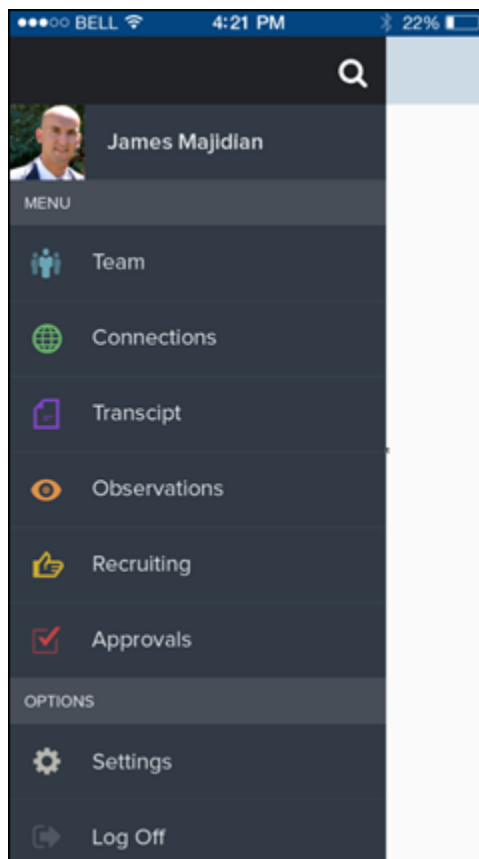 BELL 4:21 PM 22%
James Majidian
MENU
Team
Connections
Transcipt
Observations
Recruiting
Approvals
OPTIONS
Settings
Log Off